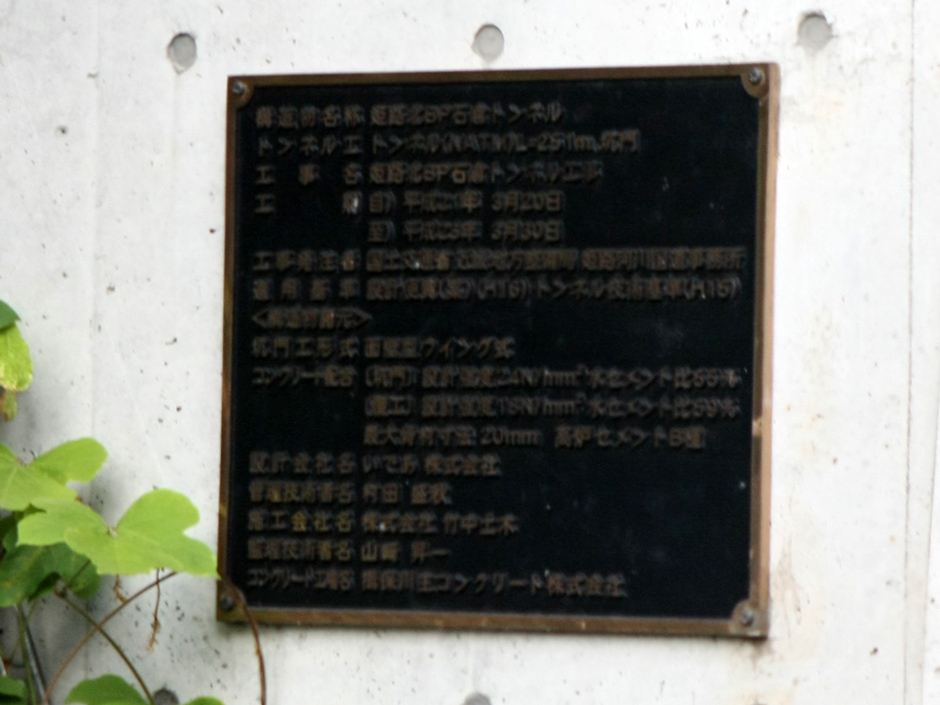 構造物名称 姫路北BP石倉トンネル
トンネル工 トンネル(NATM)L=251m、坑門
工事名 姫路北BP石倉トンネル工事
工期 自) 平成21年 3月20日
至) 平成23年 3月30日
工事発注者 国土交通省 近畿地方整備局 姫路河川国道事務所
適用基準 設計便覧(案)(H16) トンネル技術基準(H15)
<構造物諸元>
坑門工形式 面壁型ウイング式
コンクリート配合 (坑門) 設計強度24N/mm² 水セメント比55%
(覆工) 設計強度18N/mm² 水セメント比59%
最大骨材寸法 20mm 高炉セメントB種
設計会社名 いであ 株式会社
管理技術者名 村田
施工会社名 株式会社 竹中土木
監理技術者名 山崎
コンクリート工場名 揖保川生コンクリート株式会社